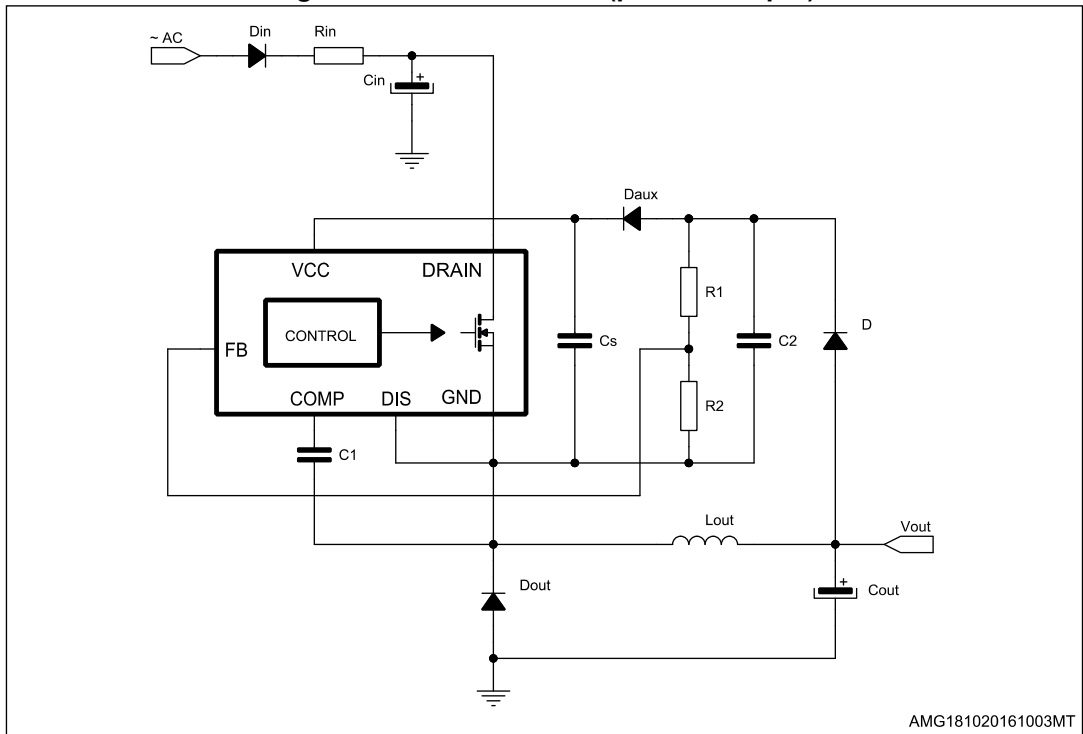 ~ AC
Din
Rin
Cin
+
Daux
VCC
DRAIN
R1
D
CONTROL
Cs
C2
FB
R2
COMP
DIS
GND
C1
Lout
Vout
Dout
+
Cout
AMG181020161003MT